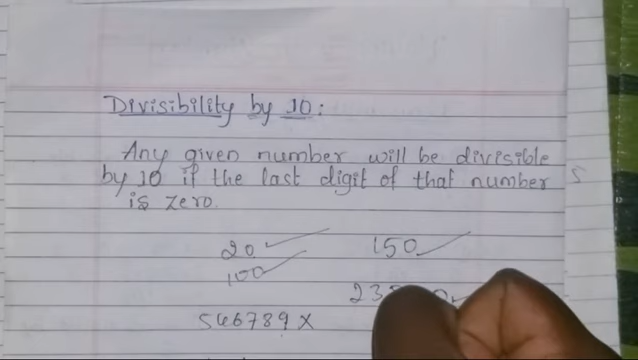 Divisibility by 10:
Any given number will be divisible
by 10 if the last digit of that number
is zero.
20 ✓ 150 ✓
100 ✓
546789 X